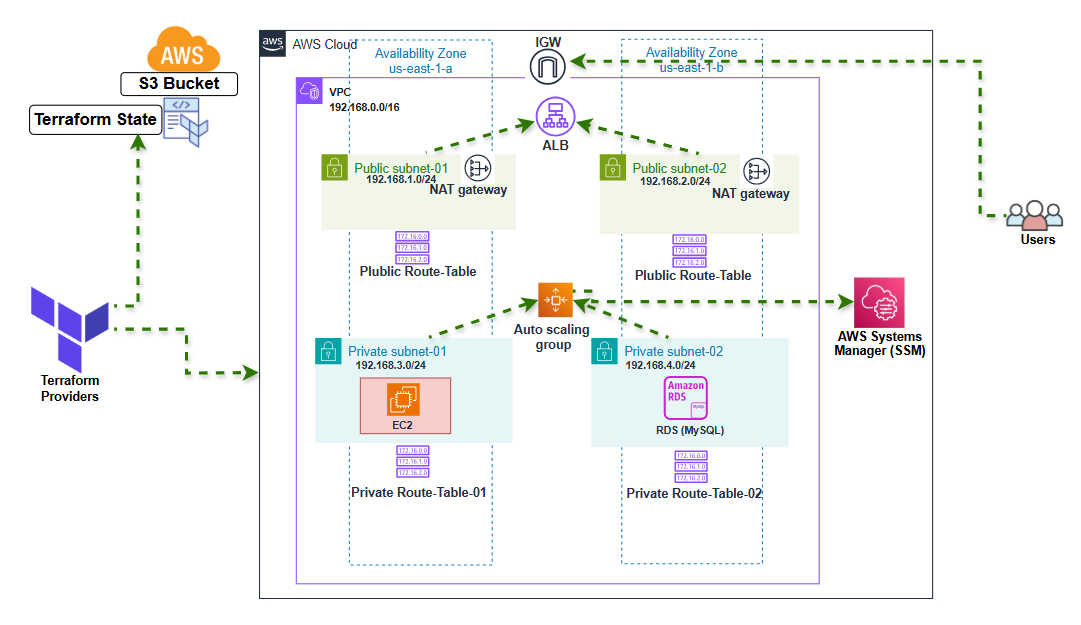 AWS
S3 Bucket
Terraform State
</>
Terraform
Providers
aws
AWS Cloud
Availability Zone
us-east-1-a
IGW
Availability Zone
us-east-1-b
VPC
192.168.0.0/16
ALB
Public subnet-01
192.168.1.0/24
NAT gateway
Public subnet-02
192.168.2.0/24
NAT gateway
172.16.0.0
172.16.1.0
172.16.2.0
Plublic Route-Table
172.16.0.0
172.16.1.0
172.16.2.0
Plublic Route-Table
Users
Auto scaling
group
AWS Systems
Manager (SSM)
Private subnet-01
192.168.3.0/24
EC2
Private subnet-02
192.168.4.0/24
Amazon
RDS
MySQL
RDS (MySQL)
172.16.0.0
172.16.1.0
172.16.2.0
Private Route-Table-01
172.16.0.0
172.16.1.0
172.16.2.0
Private Route-Table-02